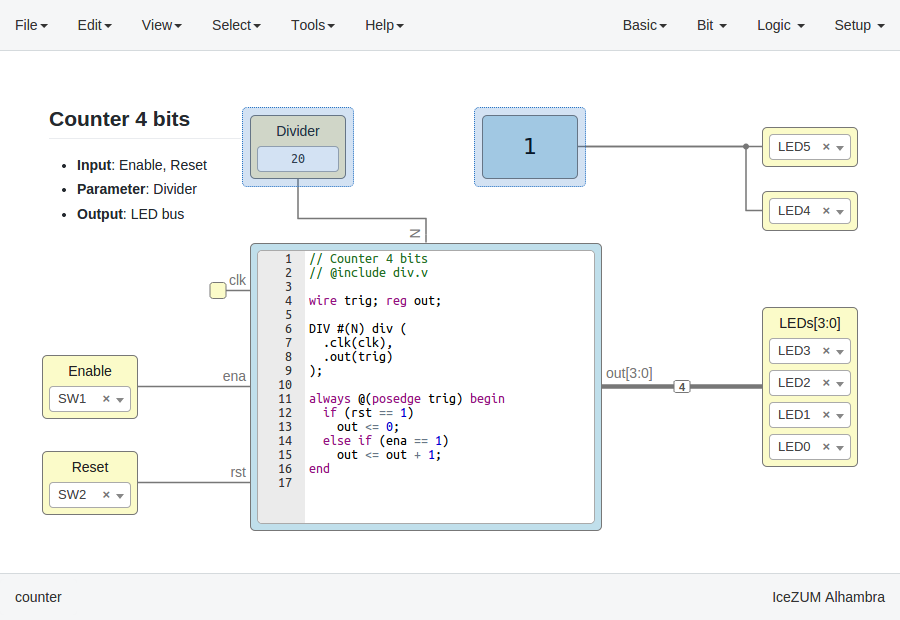 File Edit View Select Tools Help Basic Bit Logic Setup
Counter 4 bits
Input: Enable, Reset
Parameter: Divider
Output: LED bus
Divider
20
1
LED5 ×
LED4 ×
N
clk
Enable
SW1 ×
ena
Reset
SW2 ×
rst
1 // Counter 4 bits
2 // @include div.v
3
4 wire trig; reg out;
5
6 DIV #(N) div (
7 .clk(clk),
8 .out(trig)
9 );
10
11 always @(posedge trig) begin
12 if (rst == 1)
13 out <= 0;
14 else if (ena == 1)
15 out <= out + 1;
16 end
17
out[3:0]
4
LEDs[3:0]
LED3 ×
LED2 ×
LED1 ×
LED0 ×
counter
IceZUM Alhambra